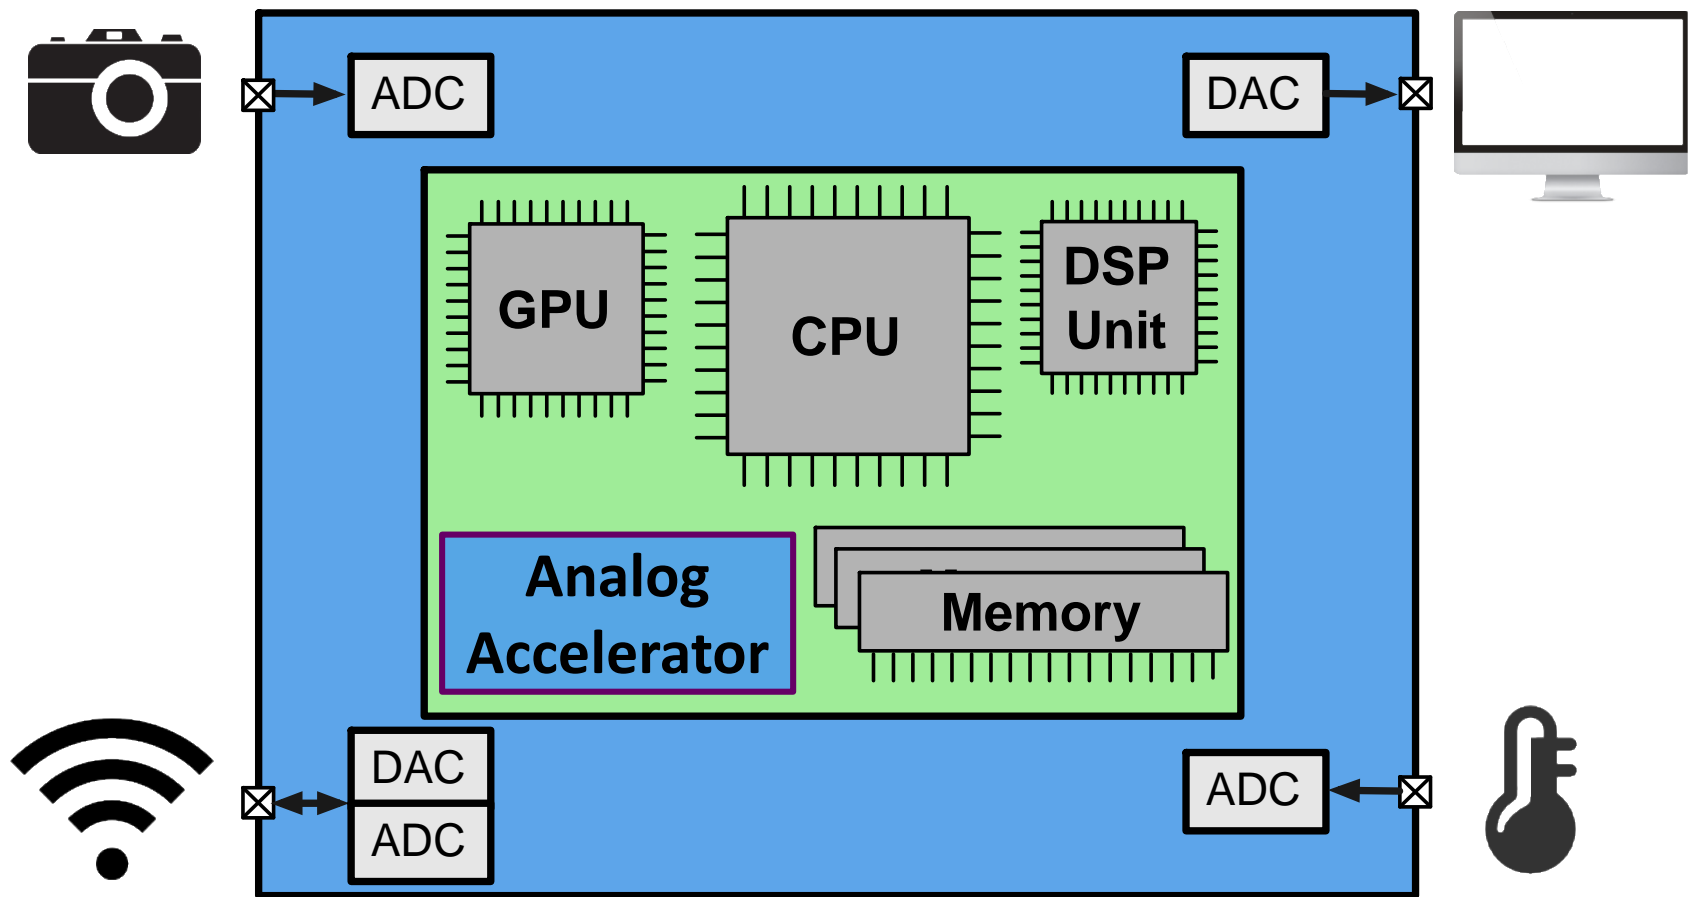 ADC
DAC
GPU
CPU
DSP
Unit
Analog
Accelerator
Memory
DAC
ADC
ADC